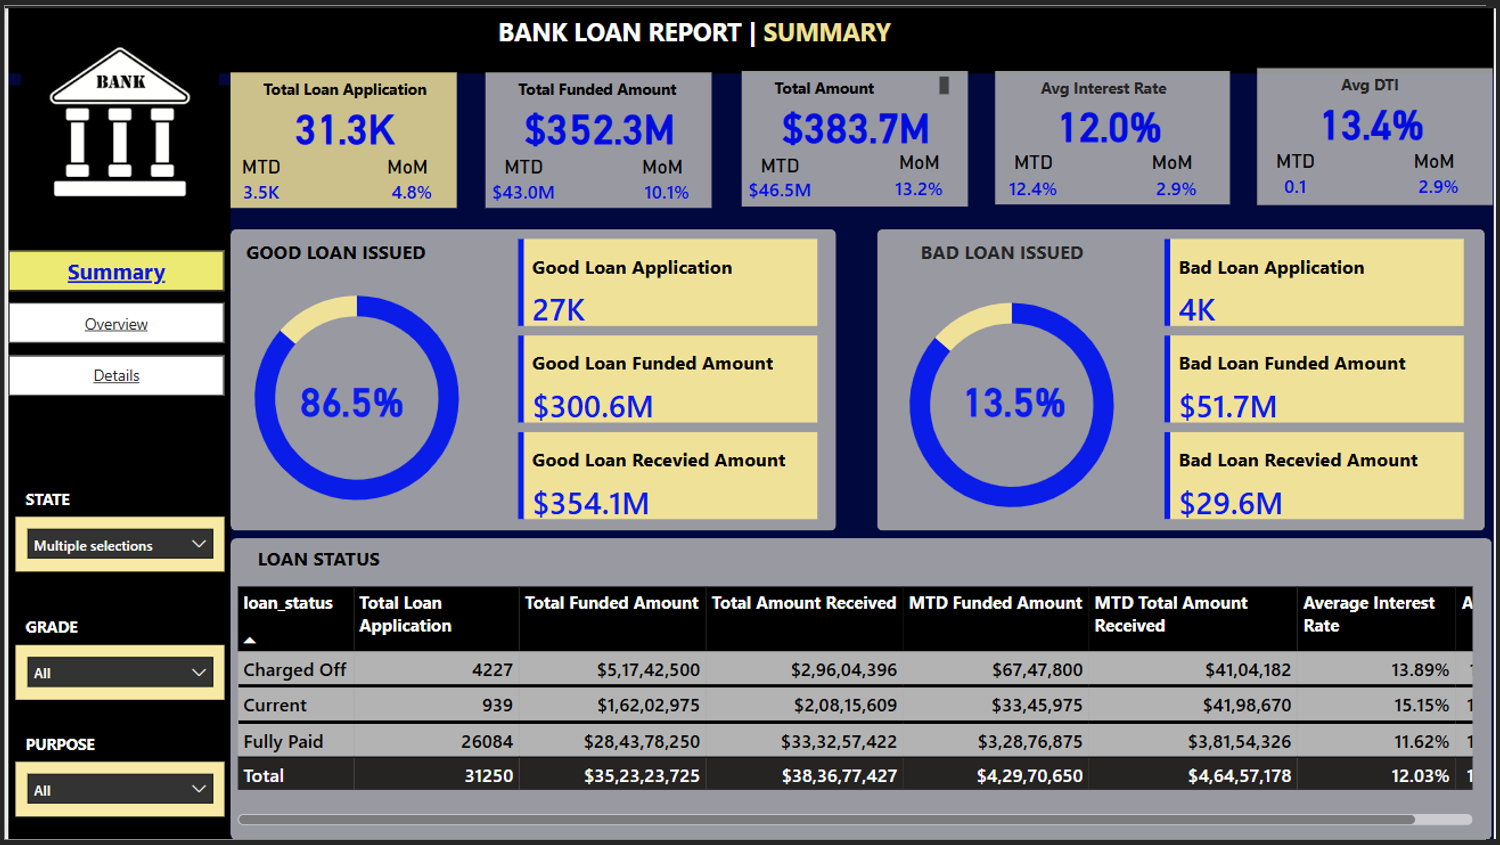 BANK LOAN REPORT | SUMMARY
BANK
Total Loan Application
31.3K
MTD MoM
3.5K 4.8%
Total Funded Amount
$352.3M
MTD MoM
$43.0M 10.1%
Total Amount
$383.7M
MTD MoM
$46.5M 13.2%
Avg Interest Rate
12.0%
MTD MoM
12.4% 2.9%
Avg DTI
13.4%
MTD MoM
0.1 2.9%
Summary
Overview
Details
STATE
Multiple selections
GRADE
All
PURPOSE
All
GOOD LOAN ISSUED
86.5%
Good Loan Application
27K
Good Loan Funded Amount
$300.6M
Good Loan Recevied Amount
$354.1M
BAD LOAN ISSUED
13.5%
Bad Loan Application
4K
Bad Loan Funded Amount
$51.7M
Bad Loan Recevied Amount
$29.6M
LOAN STATUS
loan_status Total Loan Total Funded Amount Total Amount Received MTD Funded Amount MTD Total Amount Average Interest A
Application Received Rate
Charged Off 4227 $5,17,42,500 $2,96,04,396 $67,47,800 $41,04,182 13.89%
Current 939 $1,62,02,975 $2,08,15,609 $33,45,975 $41,98,670 15.15% 1
Fully Paid 26084 $28,43,78,250 $33,32,57,422 $3,28,76,875 $3,81,54,326 11.62%
Total 31250 $35,23,23,725 $38,36,77,427 $4,29,70,650 $4,64,57,178 12.03% 1